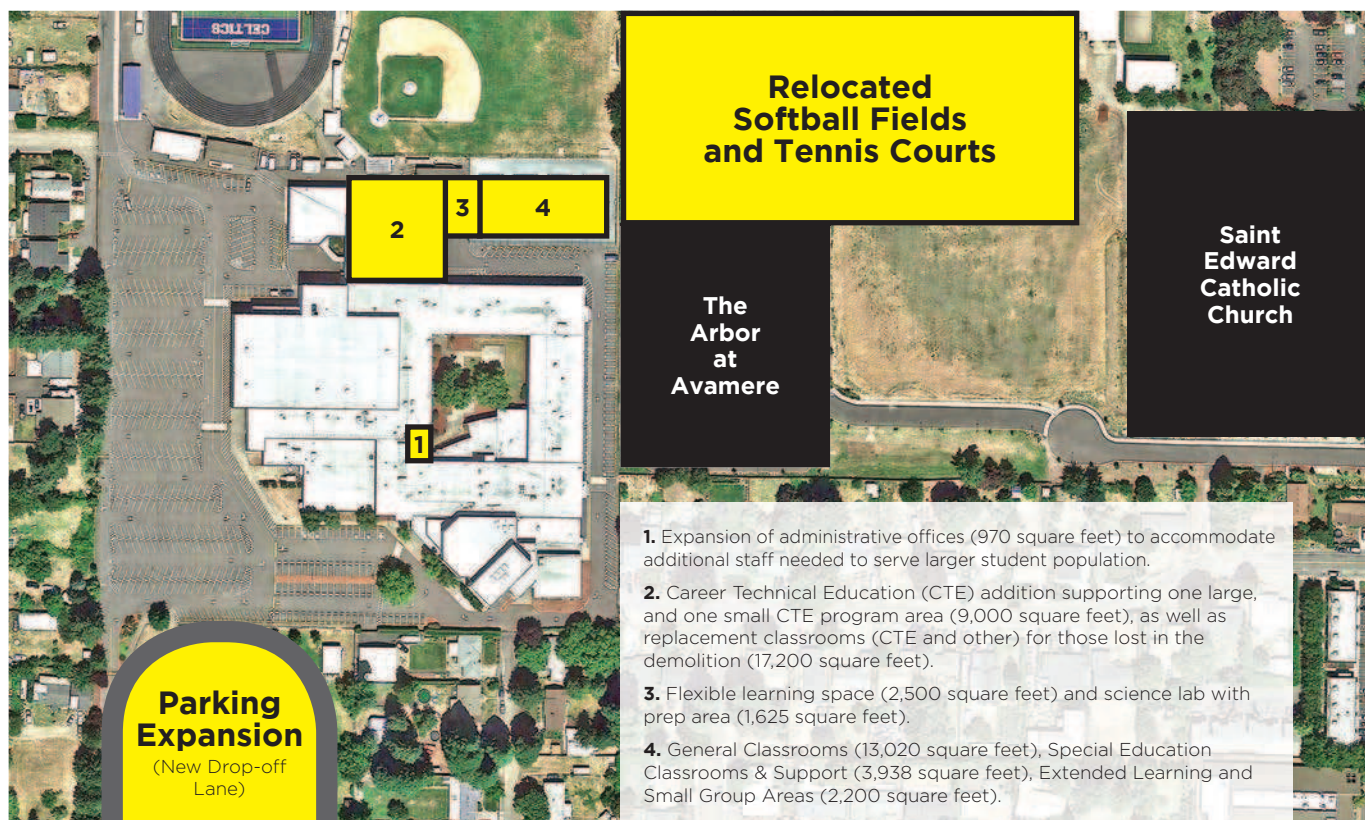 CELTICS
Relocated
Softball Fields
and Tennis Courts
2
3
4
Saint
Edward
Catholic
Church
The
Arbor
at
Avamere
1
1. Expansion of administrative offices (970 square feet) to accommodate
additional staff needed to serve larger student population.
2. Career Technical Education (CTE) addition supporting one large,
and one small CTE program area (9,000 square feet), as well as
replacement classrooms (CTE and other) for those lost in the
demolition (17,200 square feet).
3. Flexible learning space (2,500 square feet) and science lab with
prep area (1,625 square feet).
4. General Classrooms (13,020 square feet), Special Education
Classrooms & Support (3,938 square feet), Extended Learning and
Small Group Areas (2,200 square feet).
Parking
Expansion
(New Drop-off
Lane)